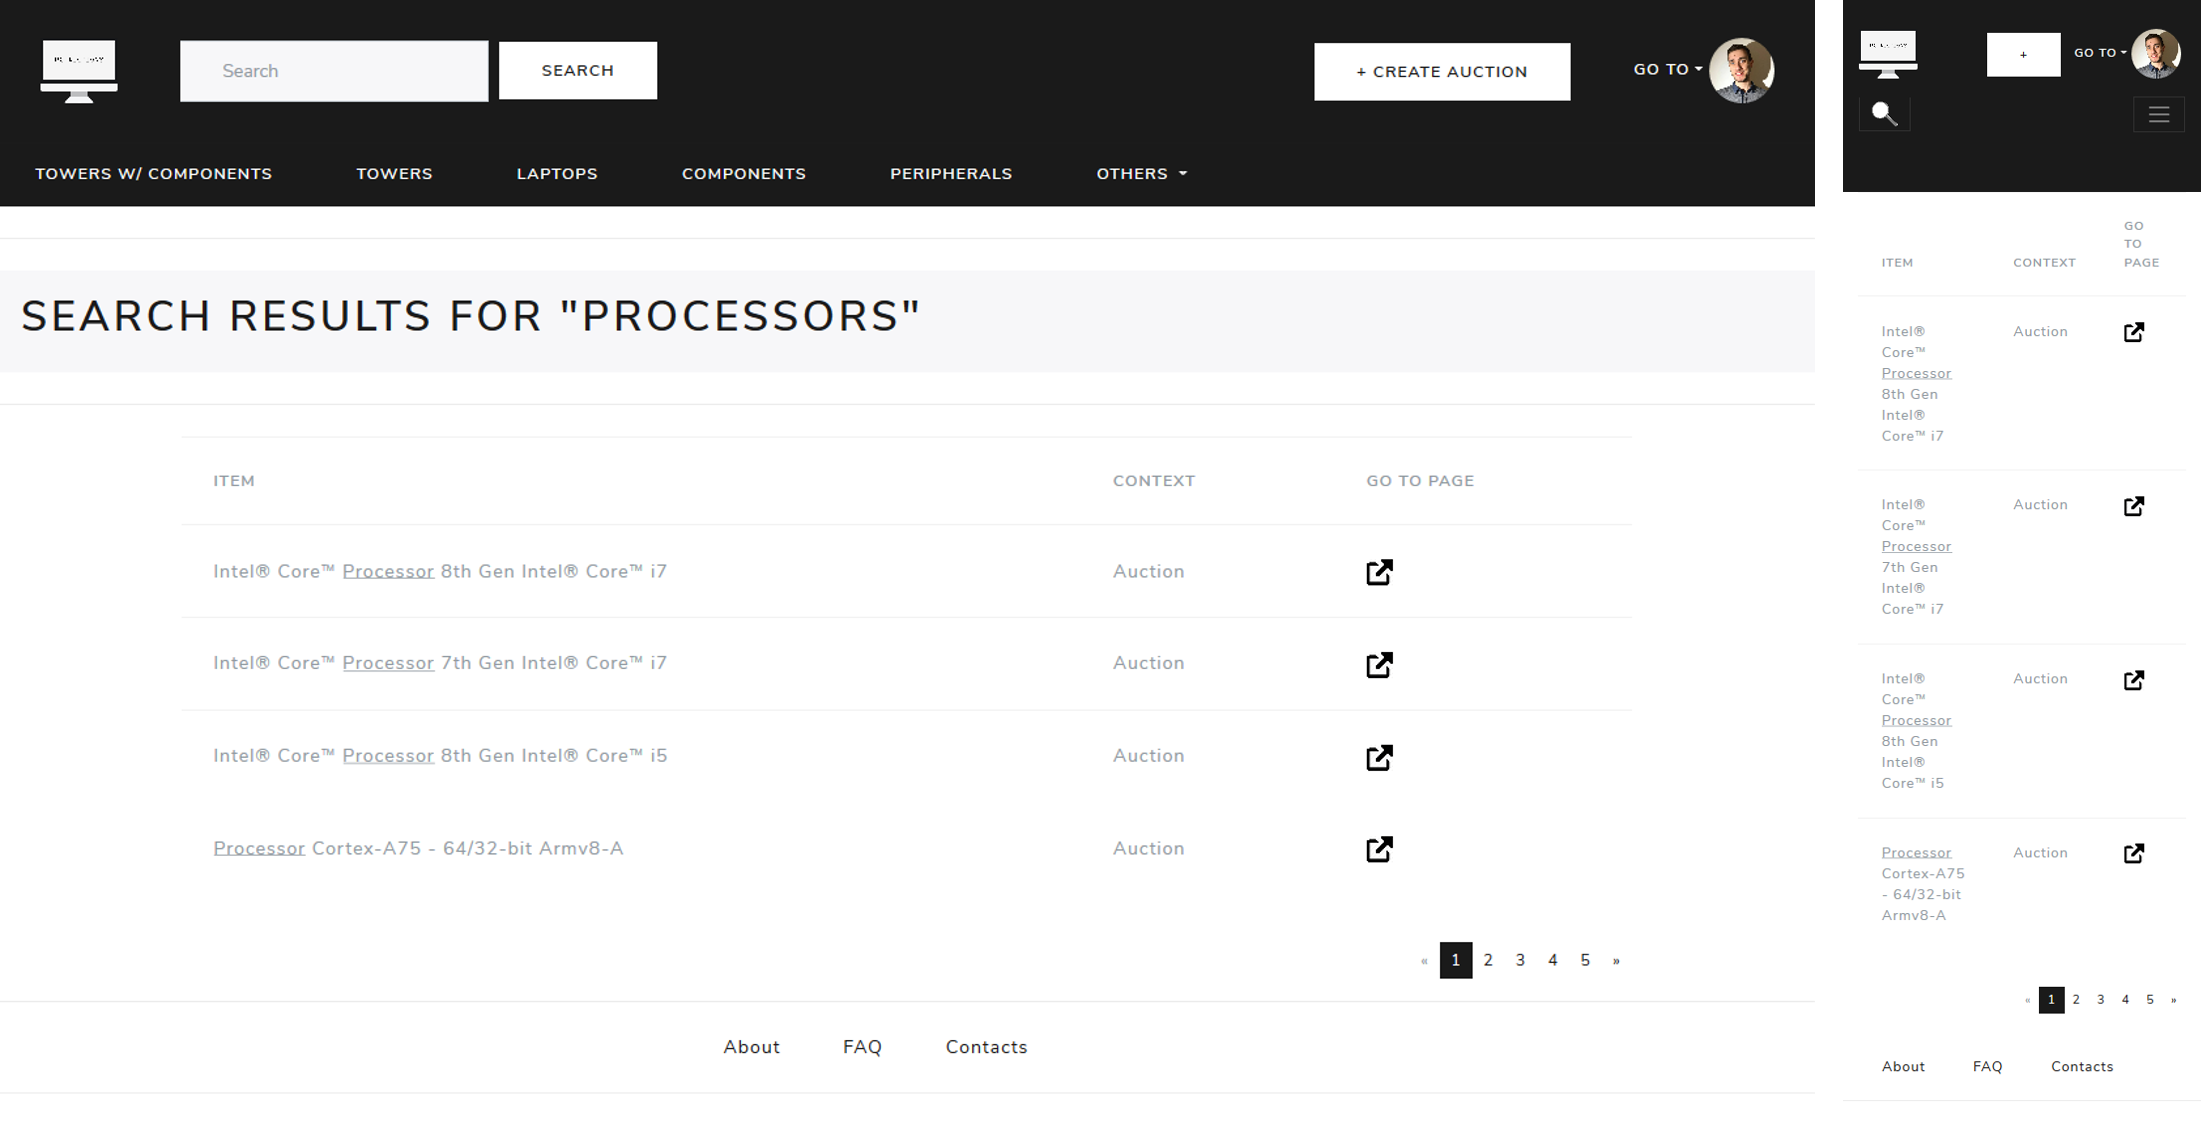 Search
SEARCH
+ CREATE AUCTION
GO TO
TOWERS W/ COMPONENTS
TOWERS
LAPTOPS
COMPONENTS
PERIPHERALS
OTHERS
SEARCH RESULTS FOR "PROCESSORS"
ITEM CONTEXT GO TO PAGE
Intel® Core™ Processor 8th Gen Intel® Core™ i7 Auction
Intel® Core™ Processor 7th Gen Intel® Core™ i7 Auction
Intel® Core™ Processor 8th Gen Intel® Core™ i5 Auction
Processor Cortex-A75 - 64/32-bit Armv8-A Auction
« 1 2 3 4 5 »
About FAQ Contacts
+
GO TO
ITEM
CONTEXT
GO
TO
PAGE
Intel®
Core™
Processor
8th Gen
Intel®
Core™ i7
Auction
Intel®
Core™
Processor
7th Gen
Intel®
Core™ i7
Auction
Intel®
Core™
Processor
8th Gen
Intel®
Core™ i5
Auction
Processor
Cortex-A75
- 64/32-bit
Armv8-A
Auction
« 1 2 3 4 5 »
About FAQ Contacts